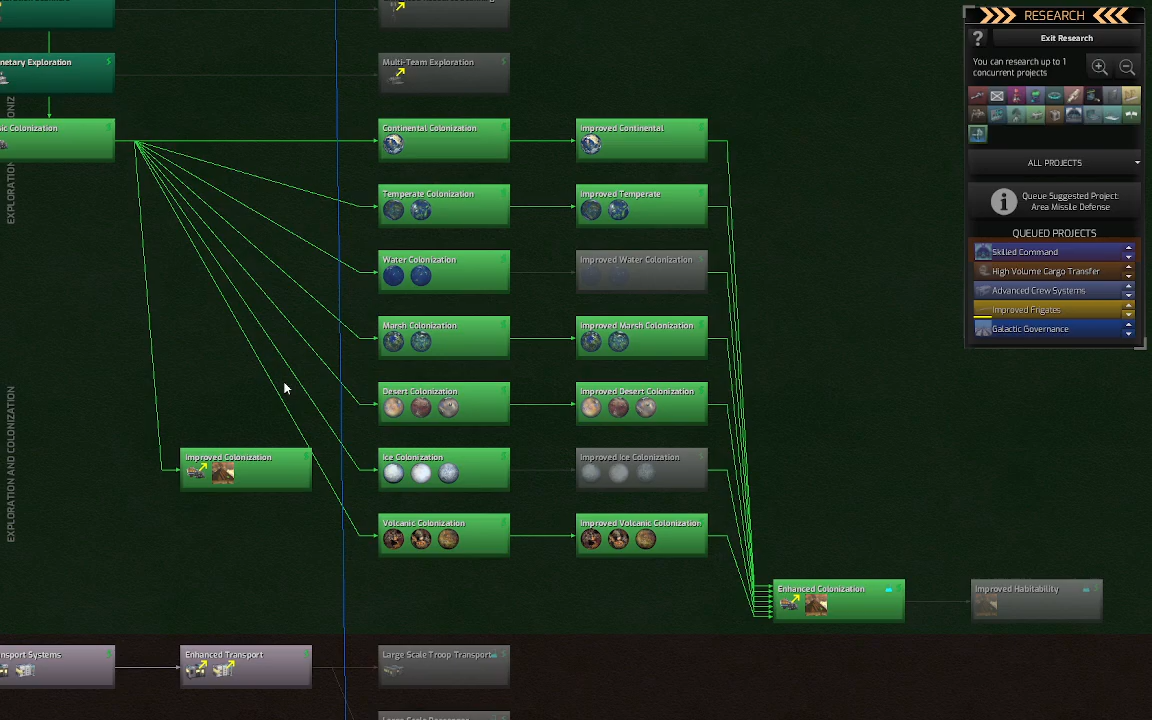 RESEARCH
?
Exit Research
You can research up to 1
concurrent projects
ALL PROJECTS
Queue Suggested Project:
Area Missile Defense
QUEUED PROJECTS
Skilled Command
High Volume Cargo Transfer
Advanced Crew Systems
Improved Frigates
Galactic Governance
netary Exploration
Multi-Team Exploration
sic Colonization
Continental Colonization
Improved Continental
Temperate Colonization
Improved Temperate
Water Colonization
Improved Water Colonization
Marsh Colonization
Improved Marsh Colonization
Desert Colonization
Improved Desert Colonization
Improved Colonization
Ice Colonization
Improved Ice Colonization
Volcanic Colonization
Improved Volcanic Colonization
Enhanced Colonization
Improved Habitability
nsport Systems
Enhanced Transport
Large Scale Troop Transport
EXPLORATION AND COLONIZATION